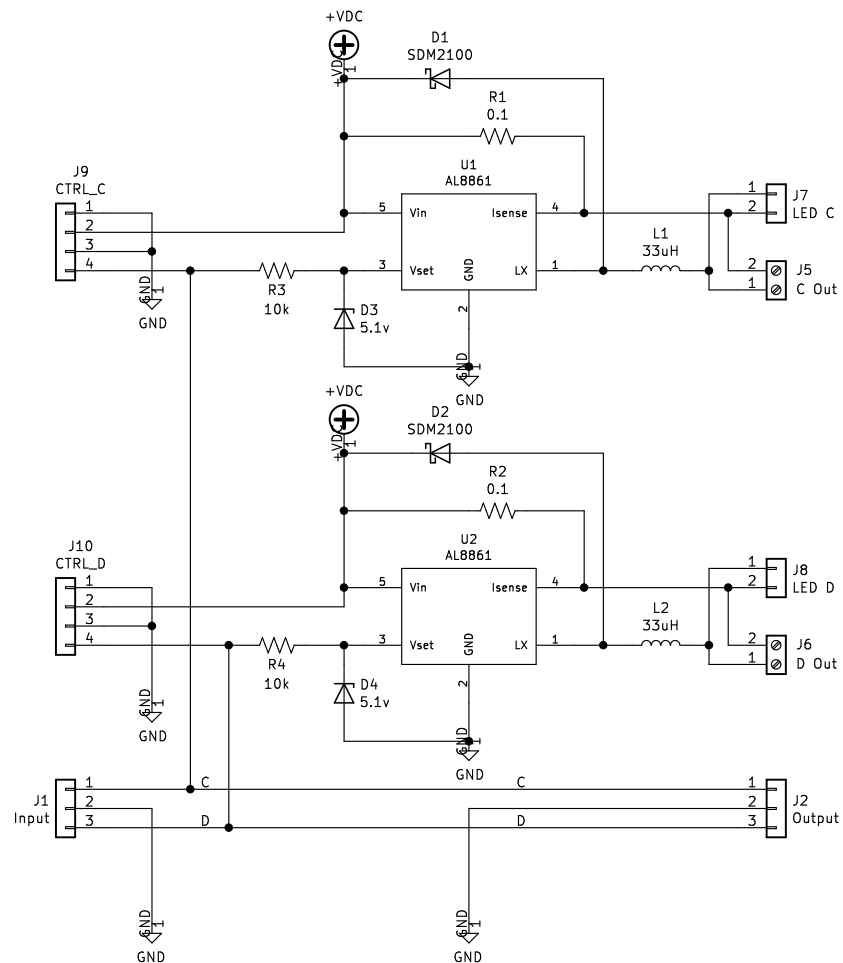 +VDC
+VDC
1
D1
SDM2100
R1
0.1
J9
CTRL_C
1
2
3
4
GND
1
GND
R3
10k
D3
5.1v
U1
AL8861
5
Vin
Isense
4
3
Vset
GND
LX
1
2
GND
1
GND
L1
33uH
1
2
J7
LED C
2
1
J5
C Out
+VDC
+VDC
1
D2
SDM2100
R2
0.1
J10
CTRL_D
1
2
3
4
GND
1
GND
R4
10k
D4
5.1v
U2
AL8861
5
Vin
Isense
4
3
Vset
GND
LX
1
2
GND
1
GND
L2
33uH
1
2
J8
LED D
2
1
J6
D Out
J1
Input
1
2
3
C
D
C
D
1
2
3
J2
Output
GND
1
GND
GND
1
GND